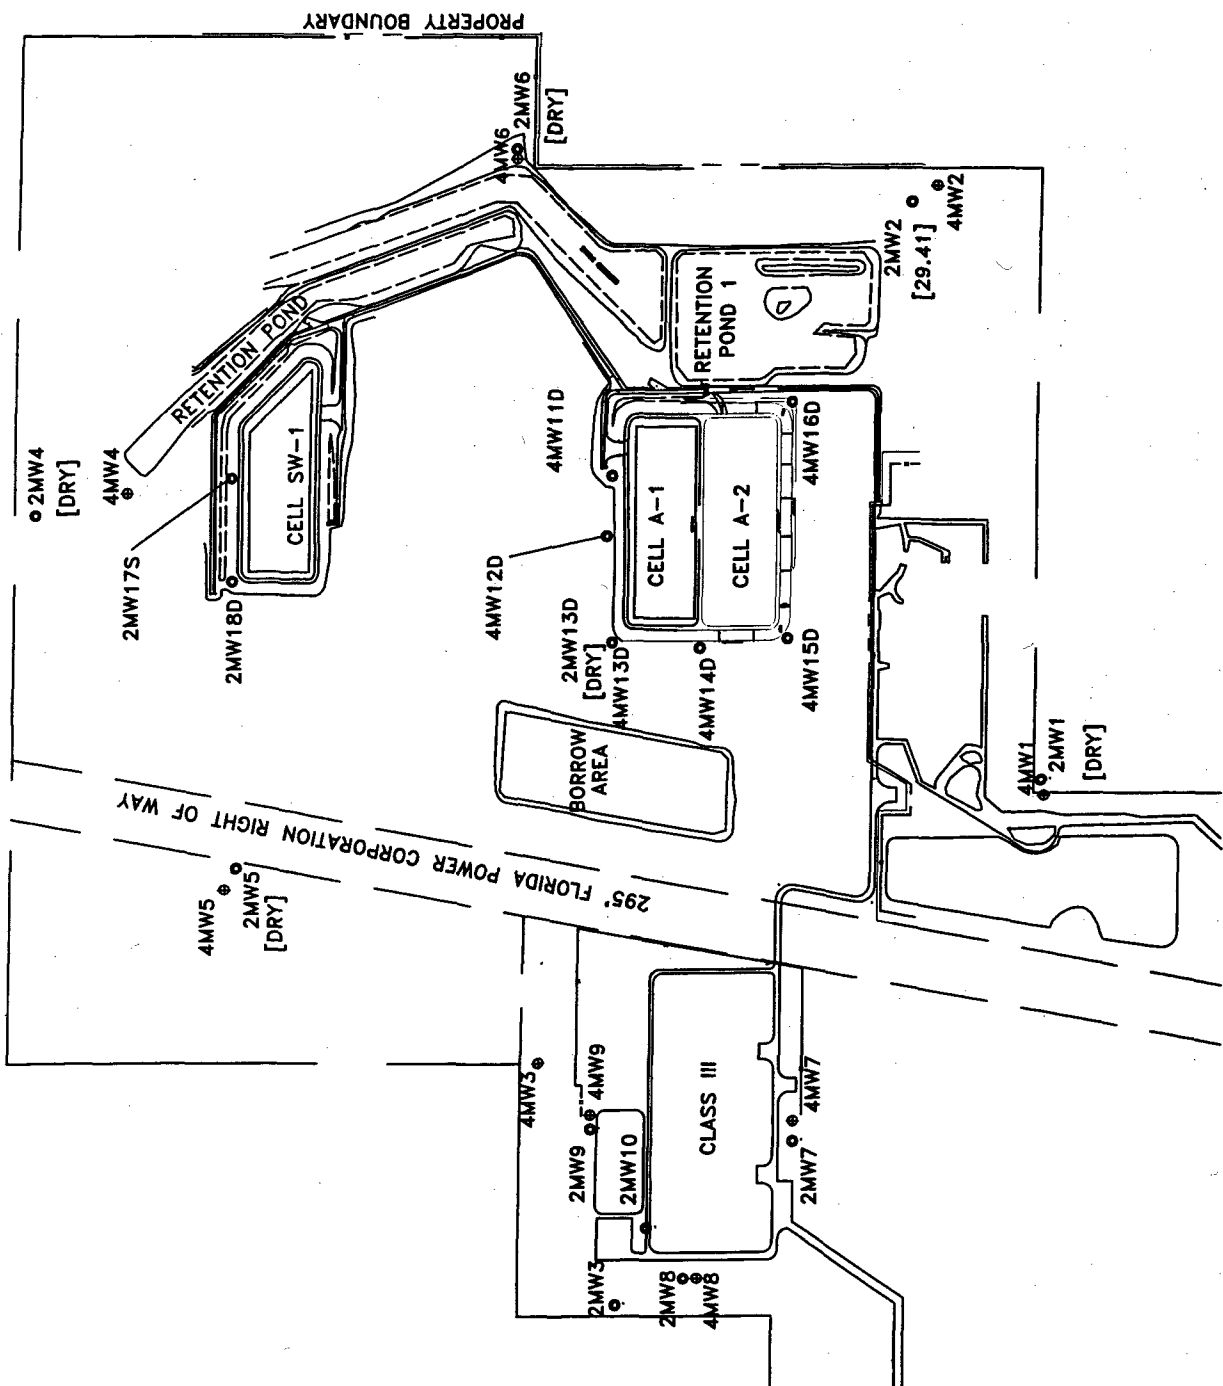 PROPERTY BOUNDARY
2MW6
[DRY]
4MW6
4MW2
2MW2
[29.41]
RETENTION
POND 1
RETENTION POND
2MW4
[DRY]
4MW4
CELL SW-1
2MW17S
2MW18D
4MW11D
4MW12D
4MW16D
CELL A-1
CELL A-2
2MW13D
[DRY]
4MW13D
4MW14D
4MW15D
BORROW
AREA
4MW1
2MW1
[DRY]
295' FLORIDA POWER CORPORATION RIGHT OF WAY
4MW5
2MW5
[DRY]
4MW3
4MW9
2MW9
2MW10
CLASS III
4MW7
2MW7
2MW3
2MW8
4MW8